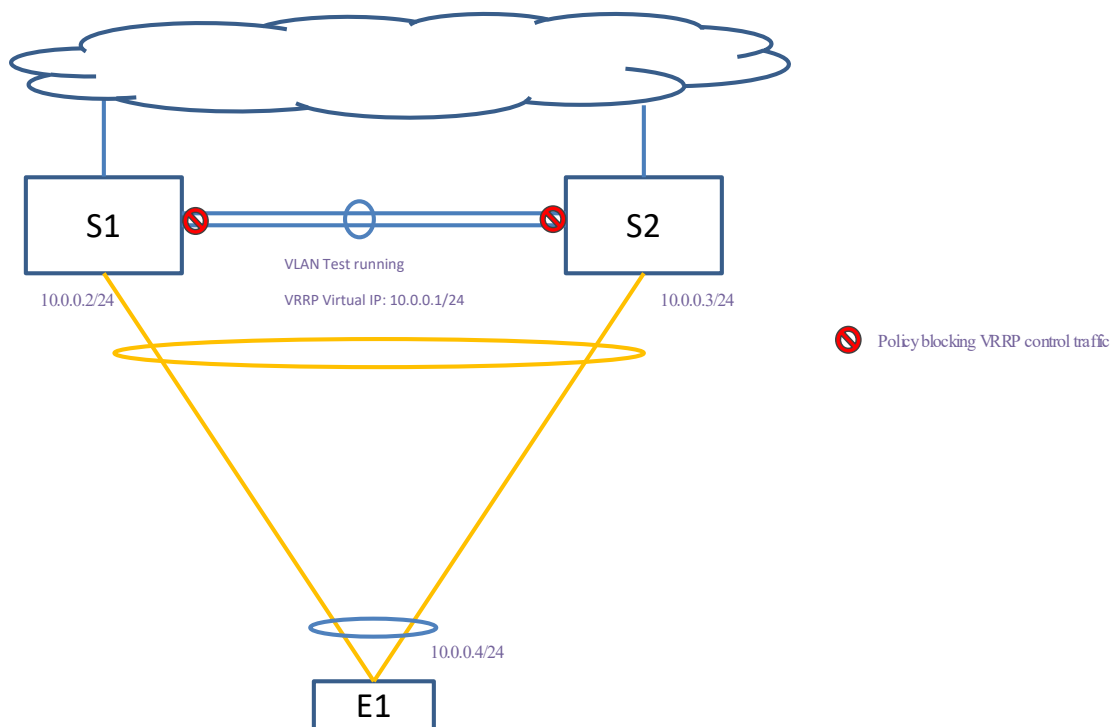 S1
S2
VLAN Test running
VRRP Virtual IP: 10.0.0.1/24
10.0.0.2/24
10.0.0.3/24
Policy blocking VRRP control traffic
10.0.0.4/24
E1